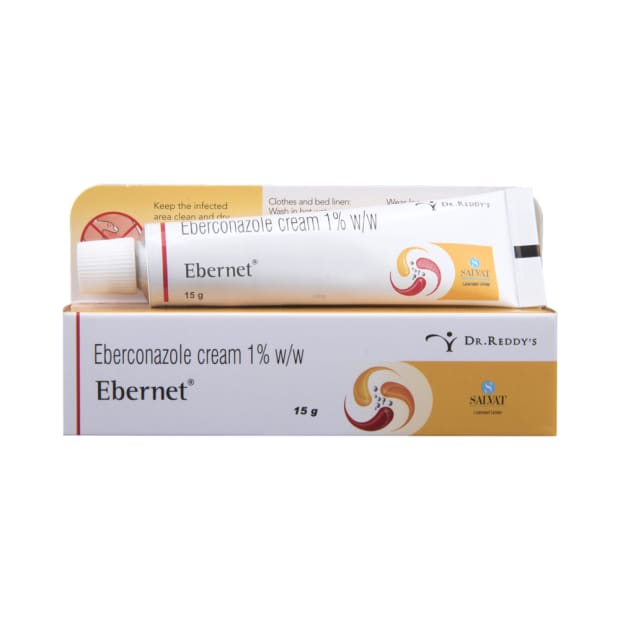 Keep the infected
area clean and dry
Clothes and bed linen:
Wash in hot
DR.REDDY'S
Eberconazole cream 1% w/w
Ebernet®
15 g
S
SALVAT
DR.REDDY'S
Eberconazole cream 1% w/w
Ebernet®
15 g
S
SALVAT